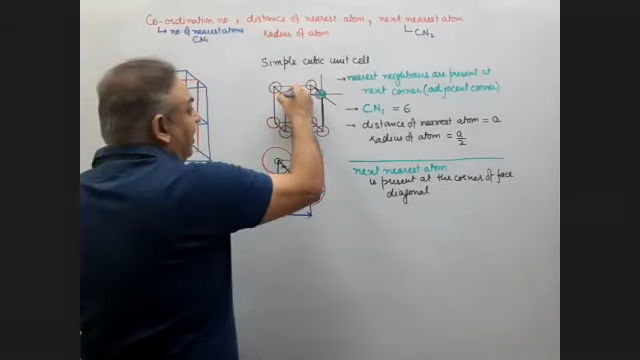 Co-ordination no, distance of nearest atom, next nearest atom
↳ no of nearest atoms
CN₁
radius of atom
↳ CN₂
Simple cubic unit cell
→ nearest neighbours are present at
next corner (adjacent corner)
→ CN₁ = 6
→ distance of nearest atom = a
radius of atom = a/2
next nearest atom
is present at the corner of face
diagonal